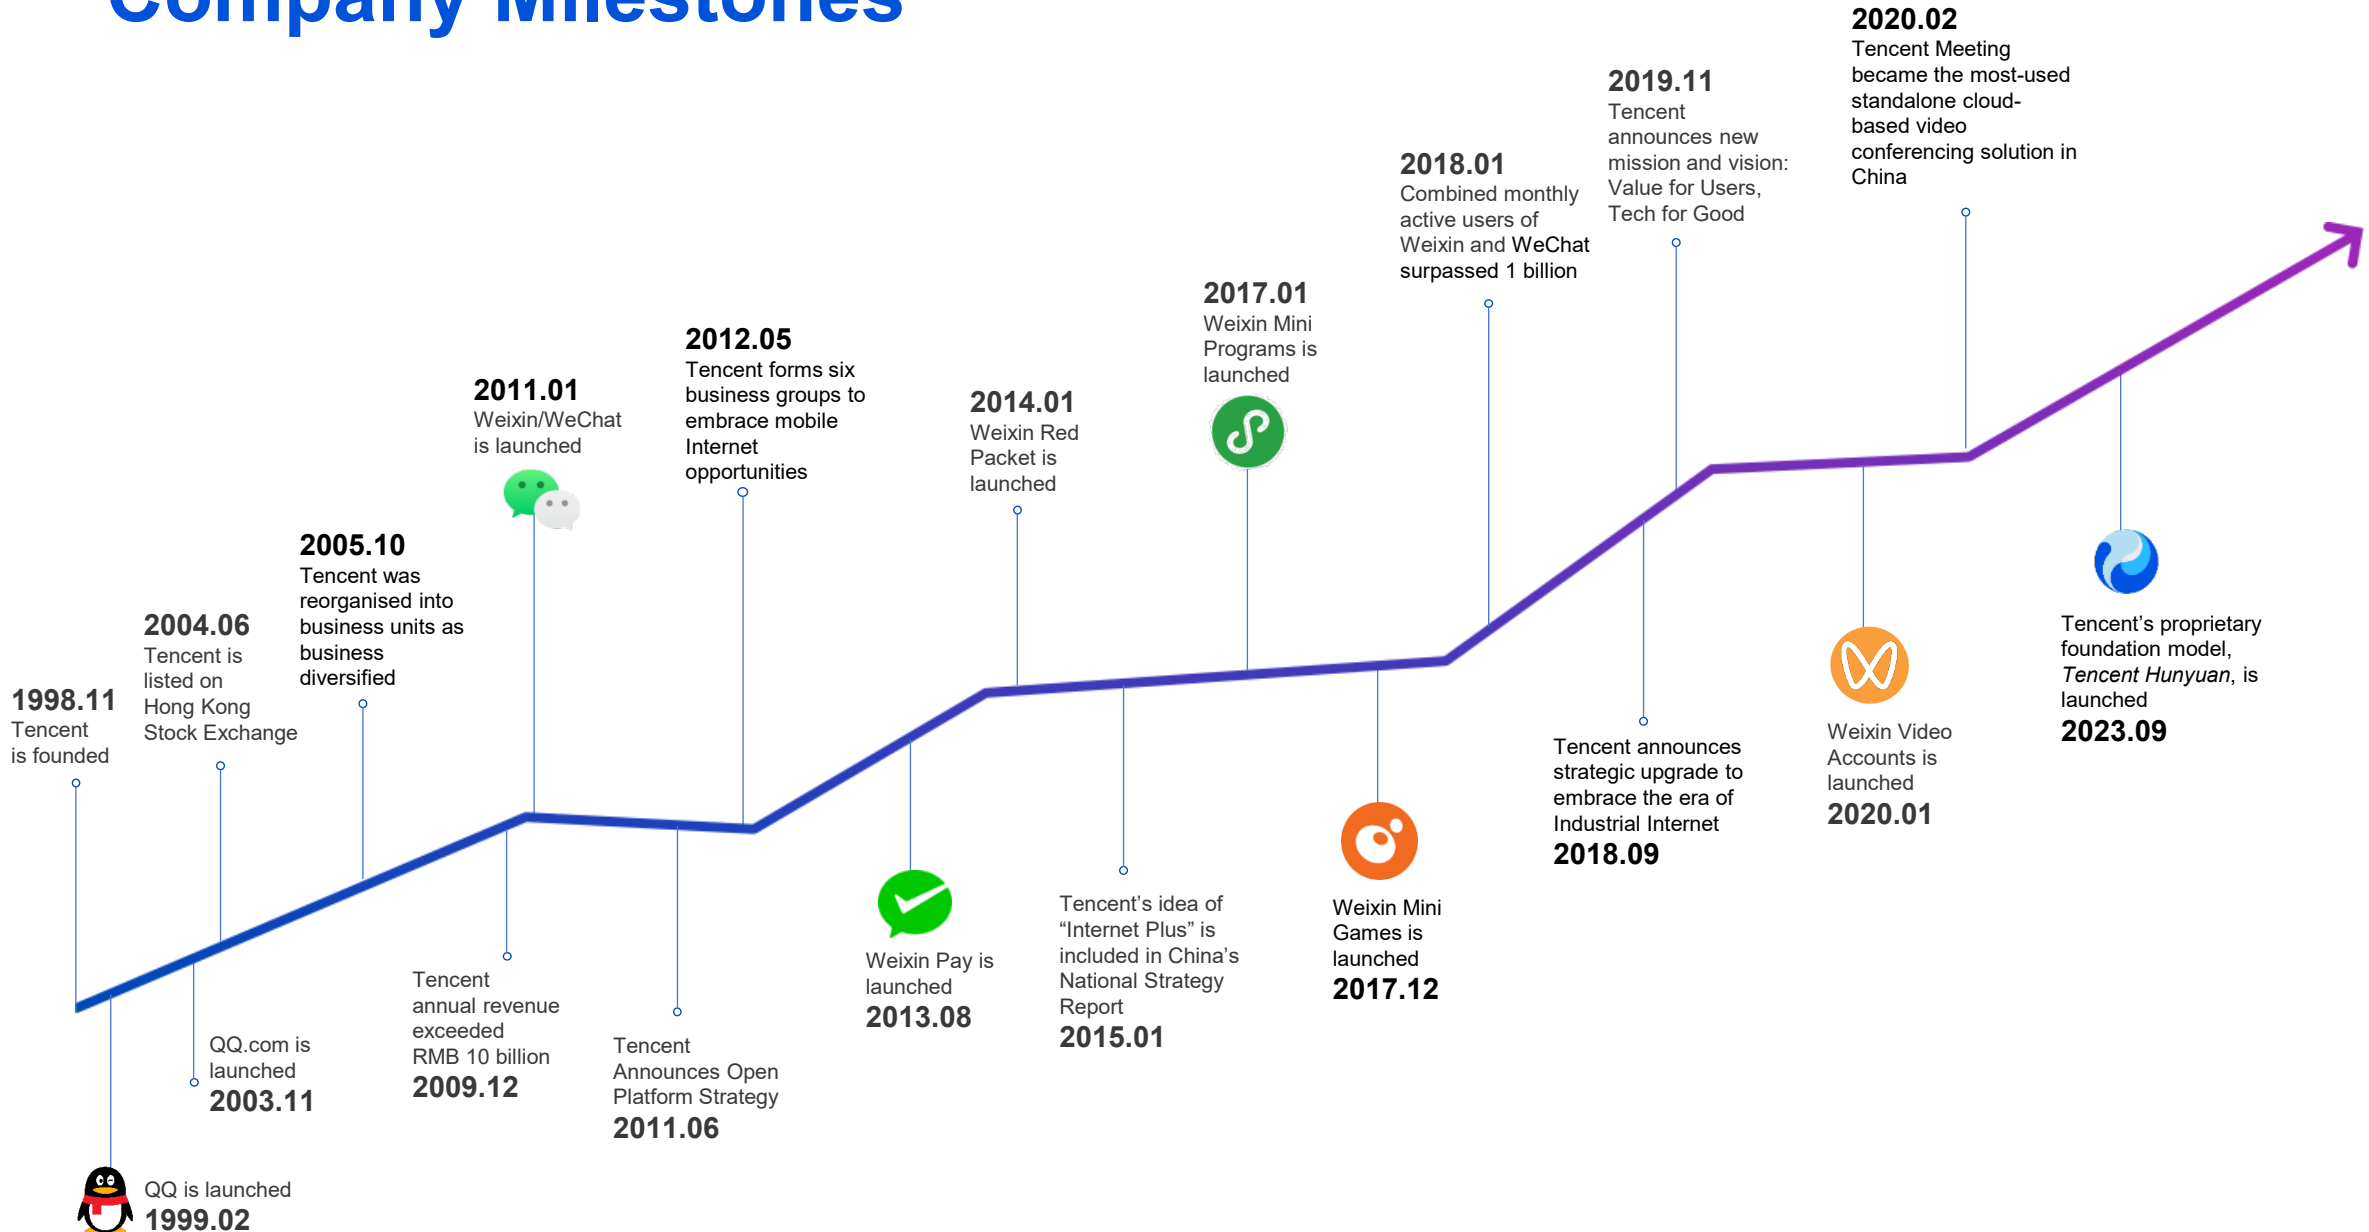 Company Milestones
1998.11
Tencent
is founded
QQ is launched
1999.02
QQ.com is
launched
2003.11
2004.06
Tencent is
listed on
Hong Kong
Stock Exchange
2005.10
Tencent was
reorganised into
business units as
business
diversified
Tencent
annual revenue
exceeded
RMB 10 billion
2009.12
2011.01
Weixin/WeChat
is launched
Tencent
Announces Open
Platform Strategy
2011.06
2012.05
Tencent forms six
business groups to
embrace mobile
Internet
opportunities
Weixin Pay is
launched
2013.08
2014.01
Weixin Red
Packet is
launched
Tencent’s idea of
“Internet Plus” is
included in China’s
National Strategy
Report
2015.01
2017.01
Weixin Mini
Programs is
launched
Weixin Mini
Games is
launched
2017.12
2018.01
Combined monthly
active users of
Weixin and WeChat
surpassed 1 billion
Tencent announces
strategic upgrade to
embrace the era of
Industrial Internet
2018.09
2019.11
Tencent
announces new
mission and vision:
Value for Users,
Tech for Good
Weixin Video
Accounts is
launched
2020.01
2020.02
Tencent Meeting
became the most-used
standalone cloud-
based video
conferencing solution in
China
Tencent’s proprietary
foundation model,
Tencent Hunyuan, is
launched
2023.09